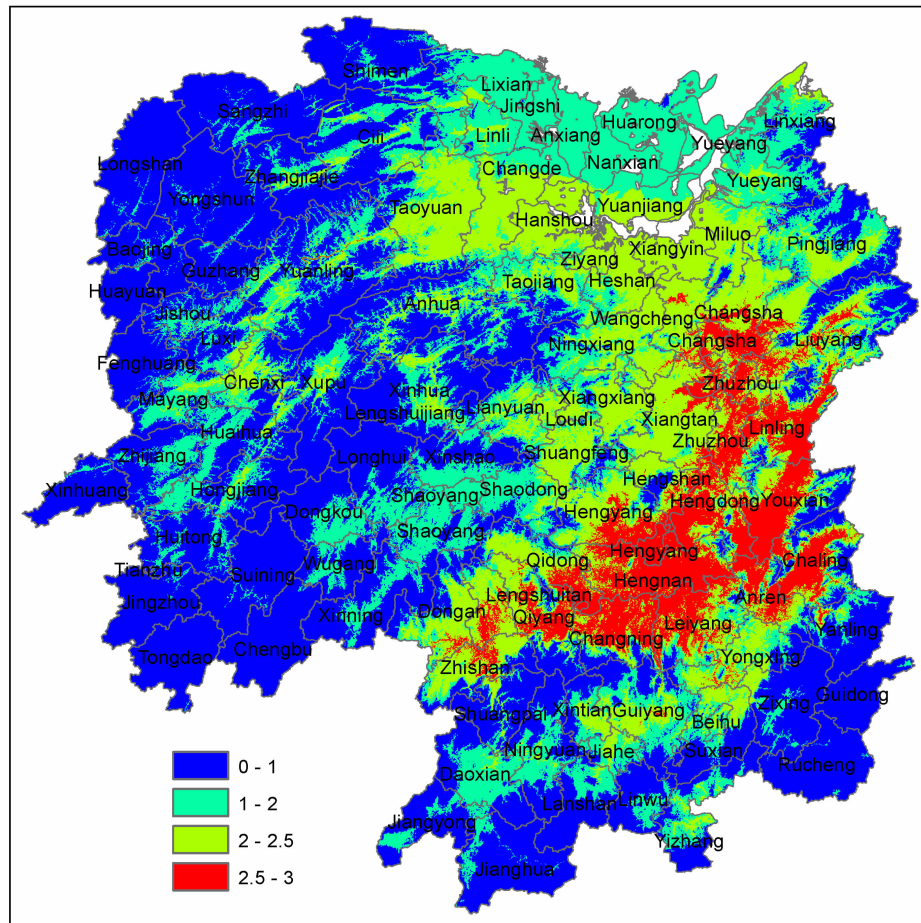 Shimen
Lixian
Jingshi
Sangzhi
Cili
Linli
Anxiang
Huarong
Linxiang
Yueyang
Longshan
Zhangjiajie
Changde
Nanxian
Yueyang
Yongshun
Taoyuan
Hanshou
Yuanjiang
Miluo
Pingjiang
Baojing
Guzhang
Yuanling
Ziyang
Xiangyin
Huayuan
Taojiang
Heshan
Jishou
Anhua
Wangcheng
Changsha
Luxi
Ningxiang
Changsha
Liuyang
Fenghuang
Chenxi
Xupu
Xinhua
Zhuzhou
Mayang
Lengshuijiang
Lianyuan
Xiangxiang
Loudi
Xiangtan
Linling
Huaihua
Zhuzhou
Zhijiang
Longhui
Xinshao
Shuangfeng
Xinhuang
Hongjiang
Shaoyang
Shaodong
Hengshan
Dongkou
Hengyang
Hengdong
Youxian
Huitong
Shaoyang
Tianzhu
Wugang
Qidong
Hengyang
Chaling
Suining
Hengnan
Jingzhou
Lengshuitan
Anren
Xinning
Dongan
Qiyang
Leiyang
Yanling
Tongdao
Chengbu
Changning
Zhishan
Yongxing
Guidong
Shuangpai
Xintian
Guiyang
Zixing
Beihu
Ningyuan
Jiahe
Suxian
Rucheng
Daoxian
Lanshan
Linwu
Jiangyong
Yizhang
Jianghua
0 - 1
1 - 2
2 - 2.5
2.5 - 3